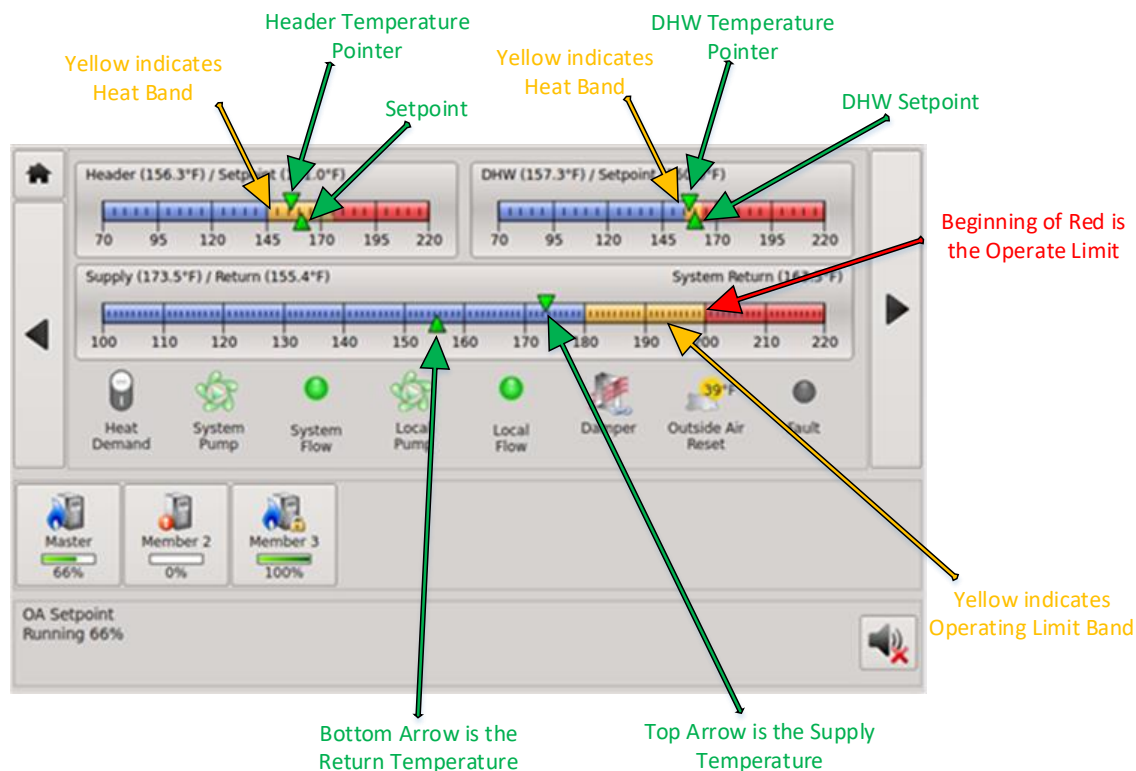 Header Temperature
Pointer
DHW Temperature
Pointer
Yellow indicates
Heat Band
Yellow indicates
Heat Band
Setpoint
DHW Setpoint
Header (156.3°F) / Setpoint ( .0°F)
DHW (157.3°F) / Setpoint °F)
70 95 120 145 170 195 220
70 95 120 145 170 195 220
Beginning of Red is
the Operate Limit
Supply (173.5°F) / Return (155.4°F)
System Return
100 110 120 130 140 150 160 170 180 190 200 210 220
39°F
Heat
Demand
System
Pump
System
Flow
Local
Pump
Local
Flow
Damper
Outside Air
Reset
Fault
Master
66%
Member 2
0%
Member 3
100%
Yellow indicates
Operating Limit Band
OA Setpoint
Running 66%
Bottom Arrow is the
Return Temperature
Top Arrow is the Supply
Temperature